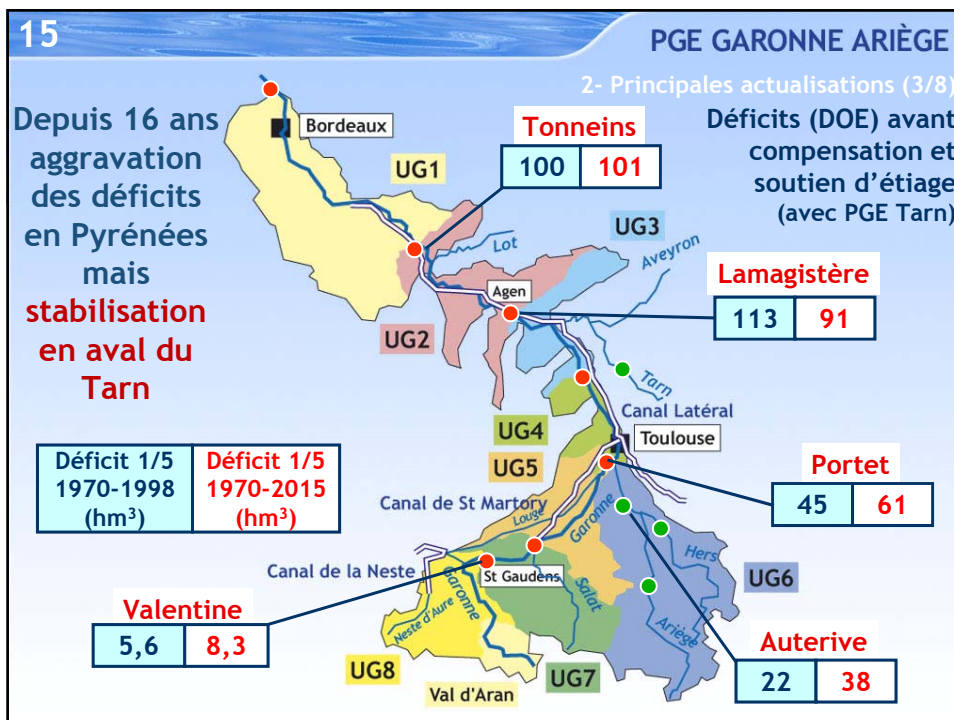 15
PGE GARONNE ARIÈGE
2- Principales actualisations (3/8)
Depuis 16 ans
aggravation
des déficits
en Pyrénées
mais
stabilisation
en aval du
Tarn
Déficits (DOE) avant
compensation et
soutien d’étiage
(avec PGE Tarn)
Bordeaux
UG1
Tonneins
100 101
Lot
UG3
Aveyron
Agen
UG2
Lamagistère
113 91
Tarn
Canal Latéral
UG4
Toulouse
UG5
Déficit 1/5
1970-1998
(hm³)
Déficit 1/5
1970-2015
(hm³)
Portet
45 61
Canal de St Martory
Louge
Garonne
Hers
Canal de la Neste
St Gaudens
Garonne
Salat
Ariège
UG6
Neste d'Aure
Valentine
5,6 8,3
UG8
Val d'Aran
UG7
Auterive
22 38